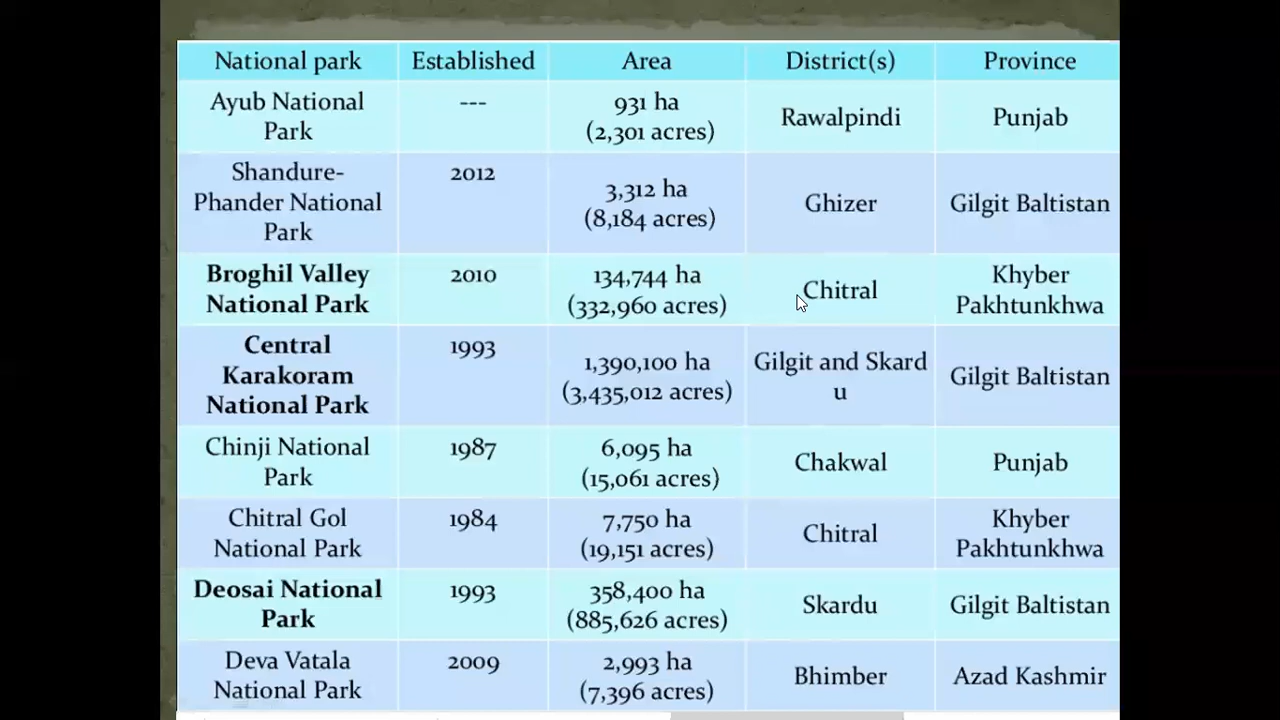 National park Established Area District(s) Province
Ayub National
Park
---
931 ha
(2,301 acres)
Rawalpindi
Punjab
Shandure-
Phander National
Park
2012
3,312 ha
(8,184 acres)
Ghizer
Gilgit Baltistan
Broghil Valley
National Park
2010
134,744 ha
(332,960 acres)
Chitral
Khyber
Pakhtunkhwa
Central
Karakoram
National Park
1993
1,390,100 ha
(3,435,012 acres)
Gilgit and Skard
u
Gilgit Baltistan
Chinji National
Park
1987
6,095 ha
(15,061 acres)
Chakwal
Punjab
Chitral Gol
National Park
1984
7,750 ha
(19,151 acres)
Chitral
Khyber
Pakhtunkhwa
Deosai National
Park
1993
358,400 ha
(885,626 acres)
Skardu
Gilgit Baltistan
Deva Vatala
National Park
2009
2,993 ha
(7,396 acres)
Bhimber
Azad Kashmir